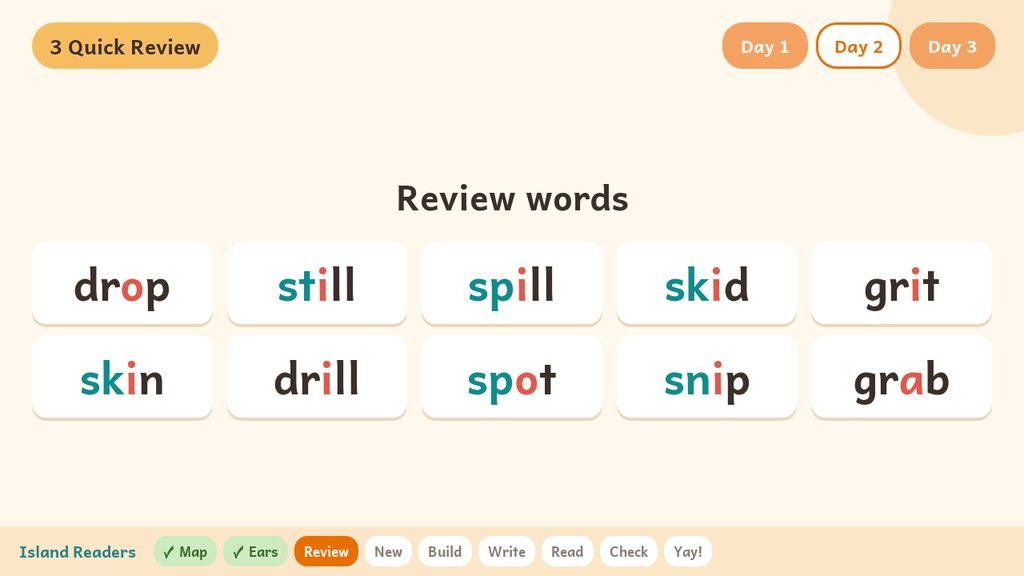 3 Quick Review
Day 1 Day 2 Day 3
Review words
drop still spill skid grit
skin drill spot snip grab
Island Readers ✓ Map ✓ Ears Review New Build Write Read Check Yay!